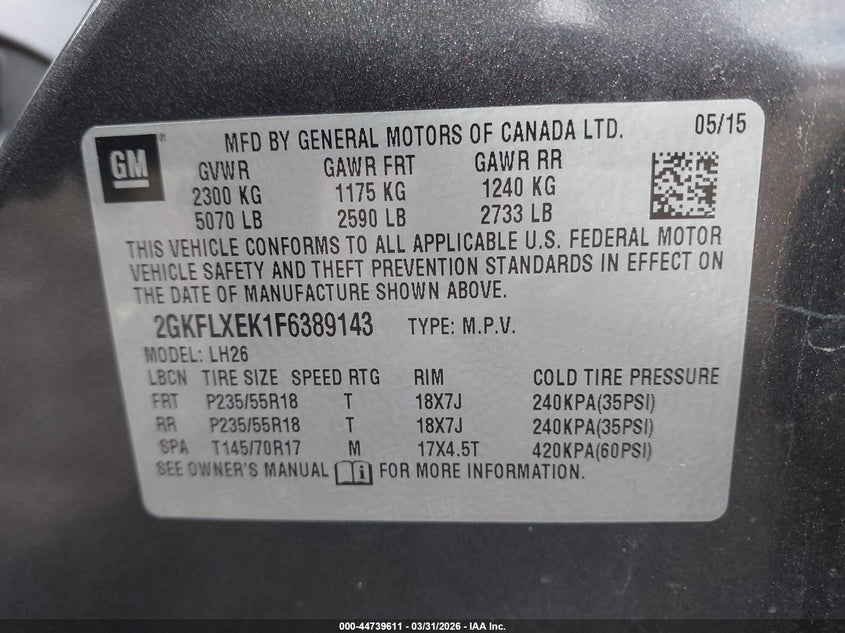 GM ®
MFD BY GENERAL MOTORS OF CANADA LTD. 05/15
GVWR GAWR FRT GAWR RR
2300 KG 1175 KG 1240 KG
5070 LB 2590 LB 2733 LB
THIS VEHICLE CONFORMS TO ALL APPLICABLE U.S. FEDERAL MOTOR
VEHICLE SAFETY AND THEFT PREVENTION STANDARDS IN EFFECT ON
THE DATE OF MANUFACTURE SHOWN ABOVE.
2GKFLXEK1F6389143 TYPE: M.P.V.
MODEL: LH26
LBCN TIRE SIZE SPEED RTG RIM COLD TIRE PRESSURE
FRT P235/55R18 T 18X7J 240KPA(35PSI)
RR P235/55R18 T 18X7J 240KPA(35PSI)
SPA T145/70R17 M 17X4.5T 420KPA(60PSI)
SEE OWNER'S MANUAL i FOR MORE INFORMATION.
000-44739611 — 03/31/2026 — IAA Inc.